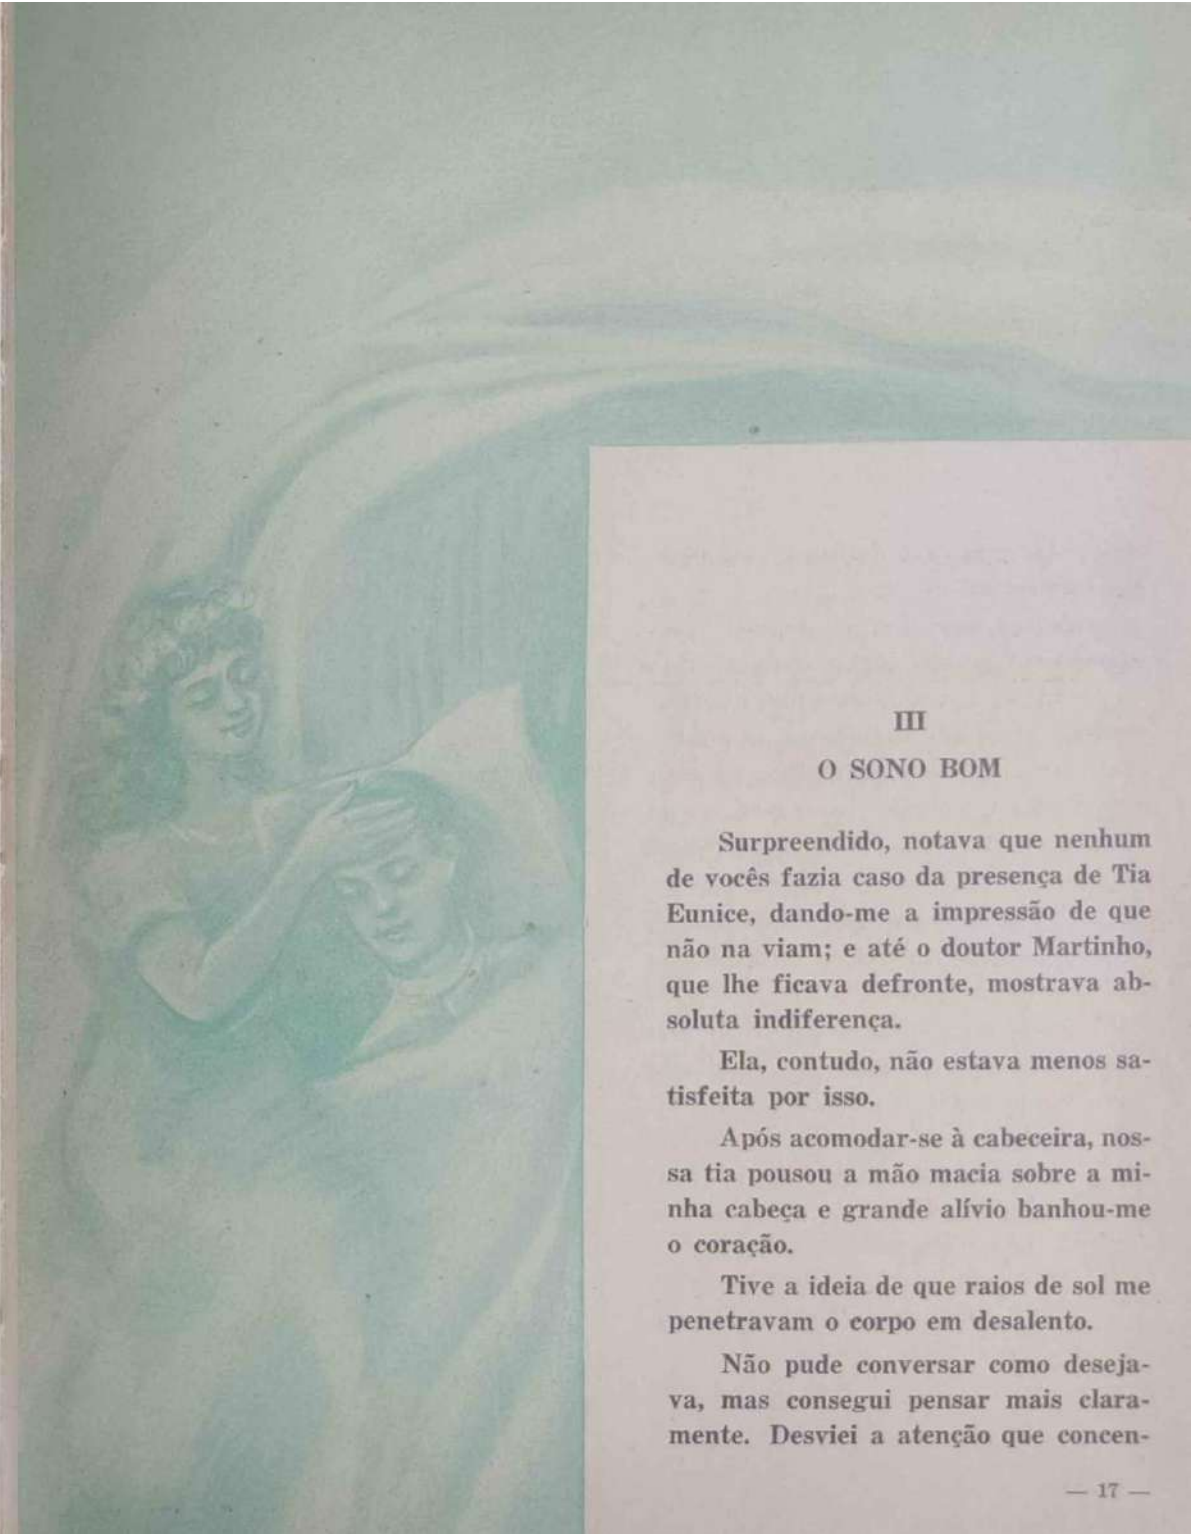 III
O SONO BOM
Surpreendido, notava que nenhum
de vocês fazia caso da presença de Tia
Eunice, dando-me a impressão de que
não na viam; e até o doutor Martinho,
que lhe ficava defronte, mostrava ab-
soluta indiferença.
Ela, contudo, não estava menos sa-
tisfeita por isso.
Após acomodar-se à cabeceira, nos-
sa tia pousou a mão macia sobre a mi-
nha cabeça e grande alívio banhou-me
o coração.
Tive a ideia de que raios de sol me
penetravam o corpo em desalento.
Não pude conversar como deseja-
va, mas consegui pensar mais clara-
mente. Desviei a atenção que concen-
— 17 —